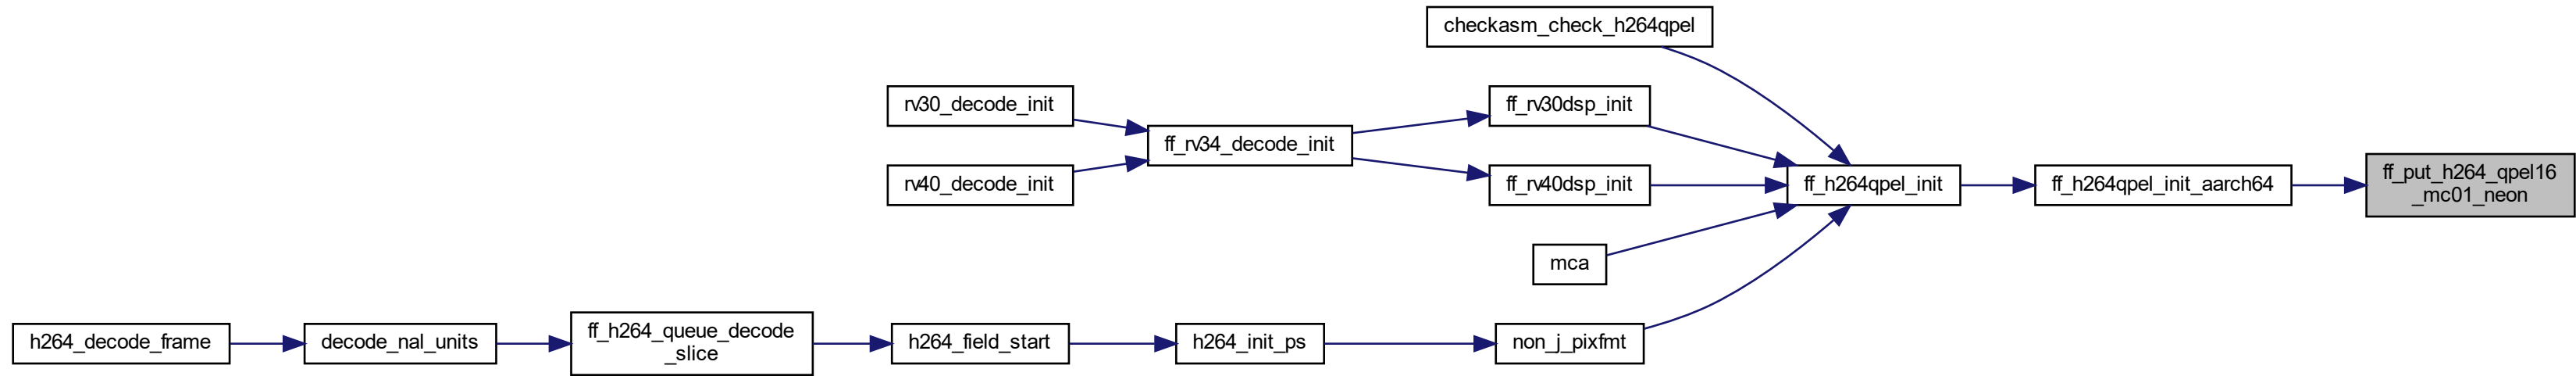 checkasm_check_h264qpel
rv30_decode_init
ff_rv30dsp_init
ff_rv34_decode_init
rv40_decode_init
ff_rv40dsp_init
ff_h264qpel_init
ff_h264qpel_init_aarch64
ff_put_h264_qpel16
_mc01_neon
mca
h264_decode_frame
decode_nal_units
ff_h264_queue_decode
_slice
h264_field_start
h264_init_ps
non_j_pixfmt